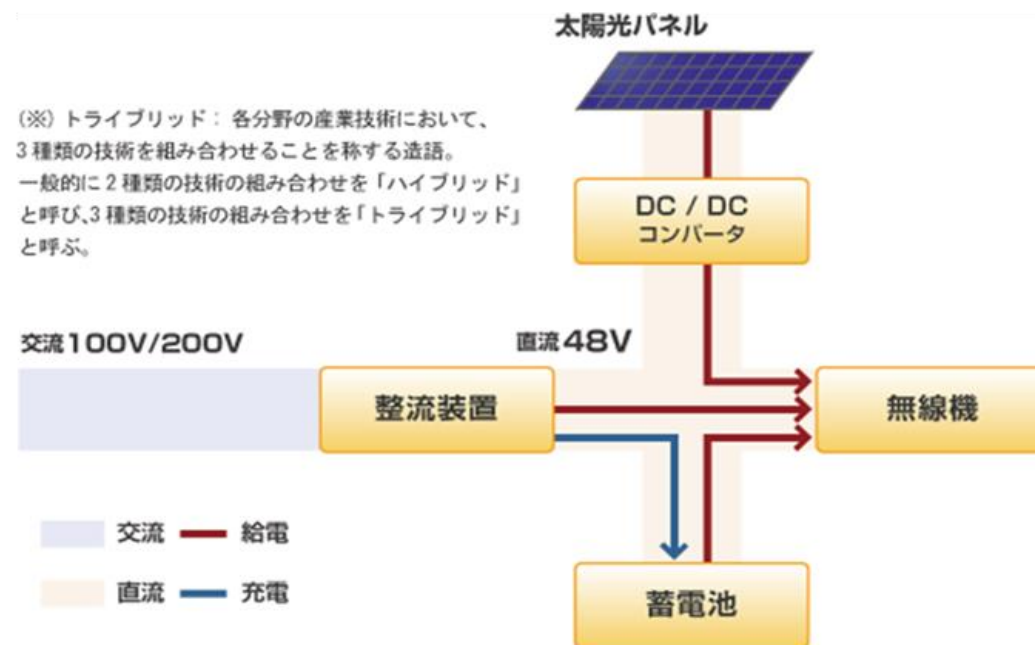 太陽光パネル
(※) トライブリッド： 各分野の産業技術において、
3種類の技術を組み合わせることを称する造語。
一般的に2種類の技術の組み合わせを「ハイブリッド」
と呼び、3種類の技術の組み合わせを「トライブリッド」
と呼ぶ。
DC / DC
コンバータ
交流100V/200V
直流48V
整流装置
無線機
交流
給電
直流
充電
蓄電池